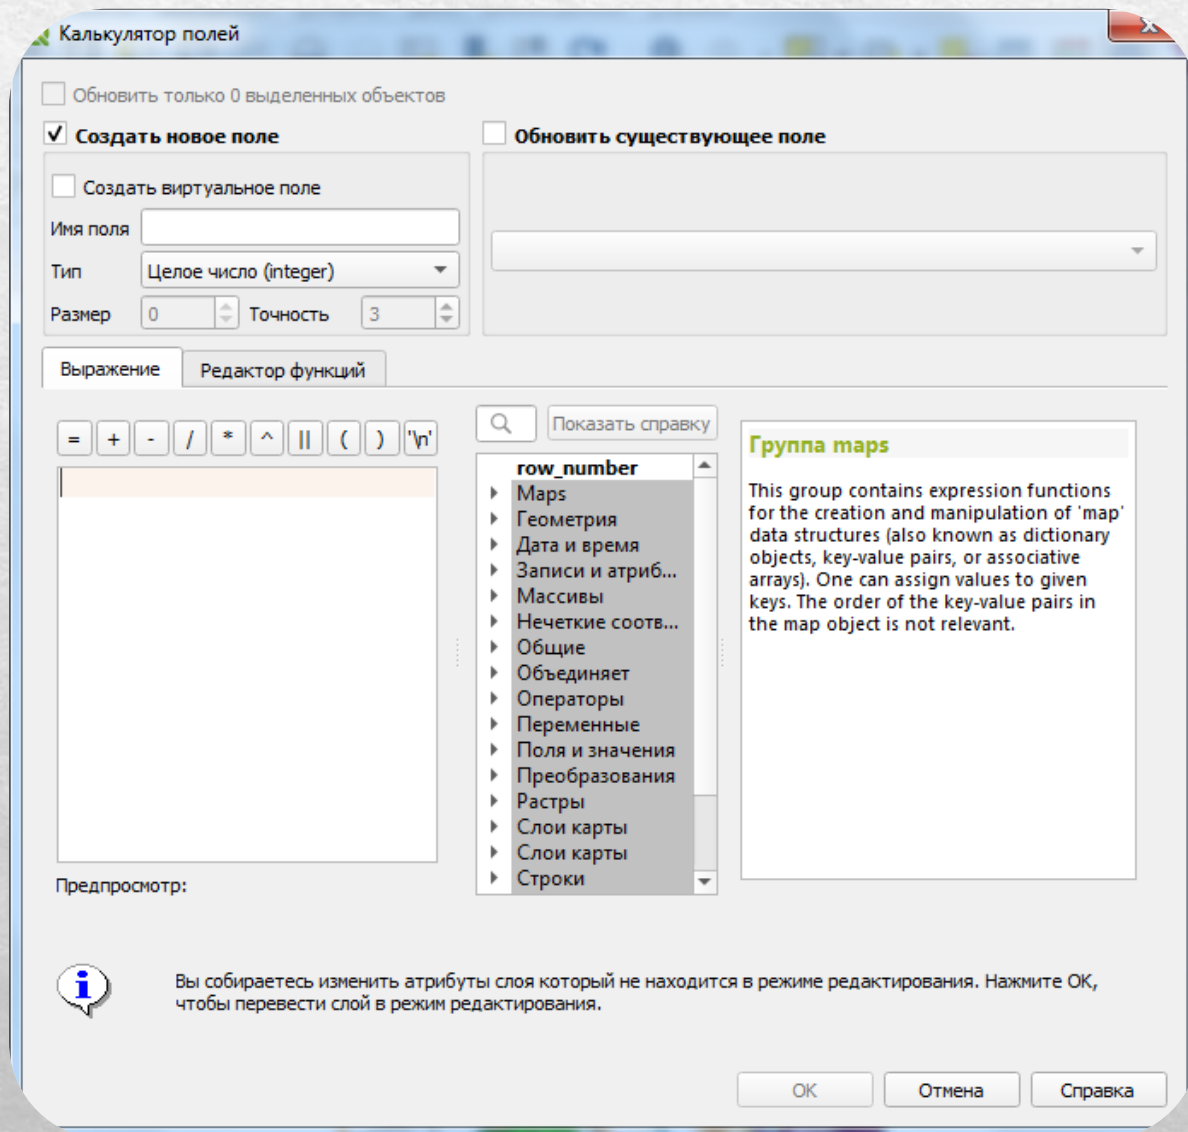 Калькулятор полей
x
Обновить только 0 выделенных объектов
Создать новое поле
Обновить существующее поле
Создать виртуальное поле
Имя поля
Тип Целое число (integer)
Размер 0 Точность 3
Выражение Редактор функций
= + - / * ^ || ( ) '\n'
Показать справку
row_number
Maps
Геометрия
Дата и время
Записи и атриб...
Массивы
Нечеткие соотв...
Общие
Объединяет
Операторы
Переменные
Поля и значения
Преобразования
Растры
Слои карты
Слои карты
Строки
Группа maps
This group contains expression functions
for the creation and manipulation of 'map'
data structures (also known as dictionary
objects, key-value pairs, or associative
arrays). One can assign values to given
keys. The order of the key-value pairs in
the map object is not relevant.
Предпросмотр:
Вы собираетесь изменить атрибуты слоя который не находится в режиме редактирования. Нажмите OK,
чтобы перевести слой в режим редактирования.
OK Отмена Справка